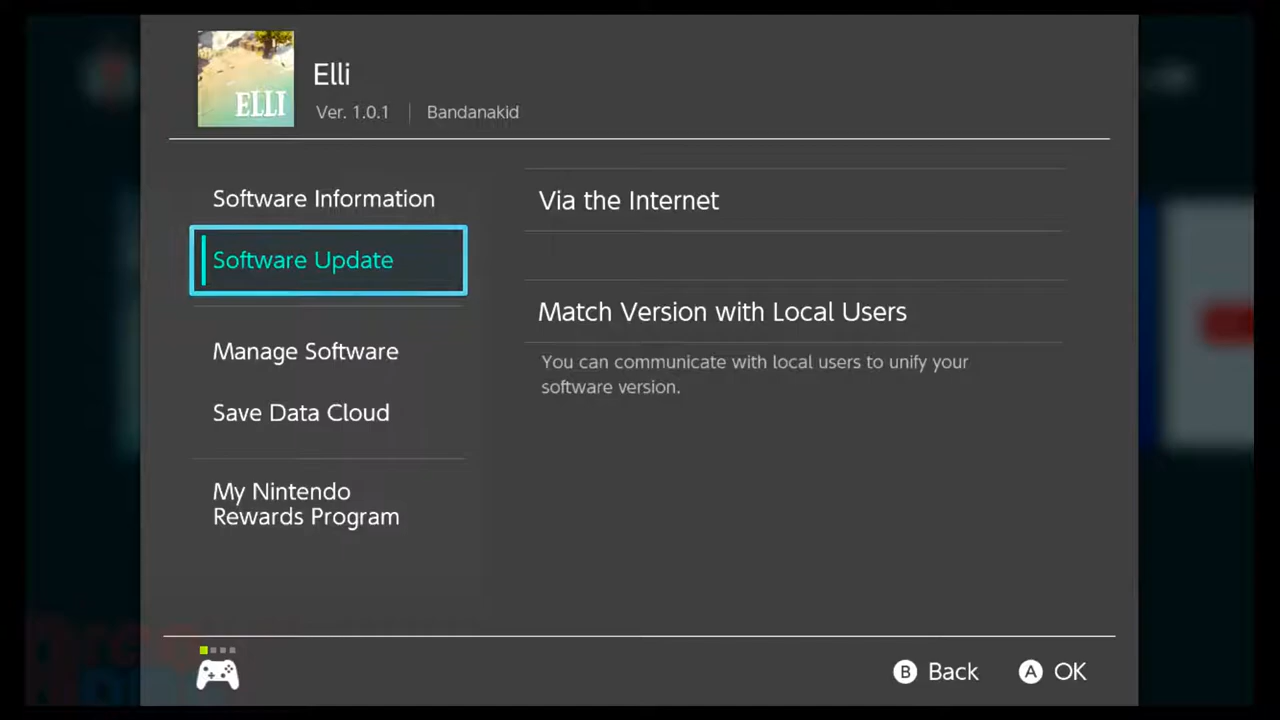 ELLI
Elli
Ver. 1.0.1
Bandanakid
Software Information
Software Update
Manage Software
Save Data Cloud
My Nintendo
Rewards Program
Via the Internet
Match Version with Local Users
You can communicate with local users to unify your
software version.
B Back
A OK